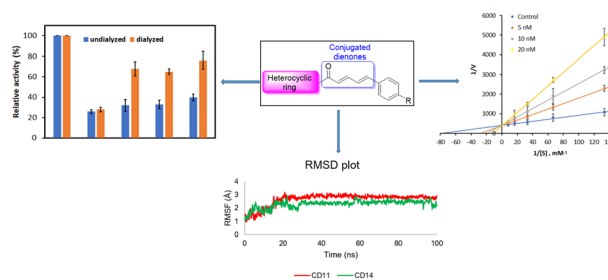 Relative activity (%)
120
100
80
60
40
20
0
undialyzed
dialyzed
Conjugated
dienones
Heterocyclic
ring
O
R
1/V
6000
5000
4000
3000
2000
1000
0
Control
5 nM
10 nM
20 nM
-80 -60 -40 -20 0 20 40 60 80 100 120
1/[S] , mM-1
RMSD plot
RMSF (Å)
4
3
2
1
0
0 20 40 60 80 100
Time (ns)
CD11 CD14